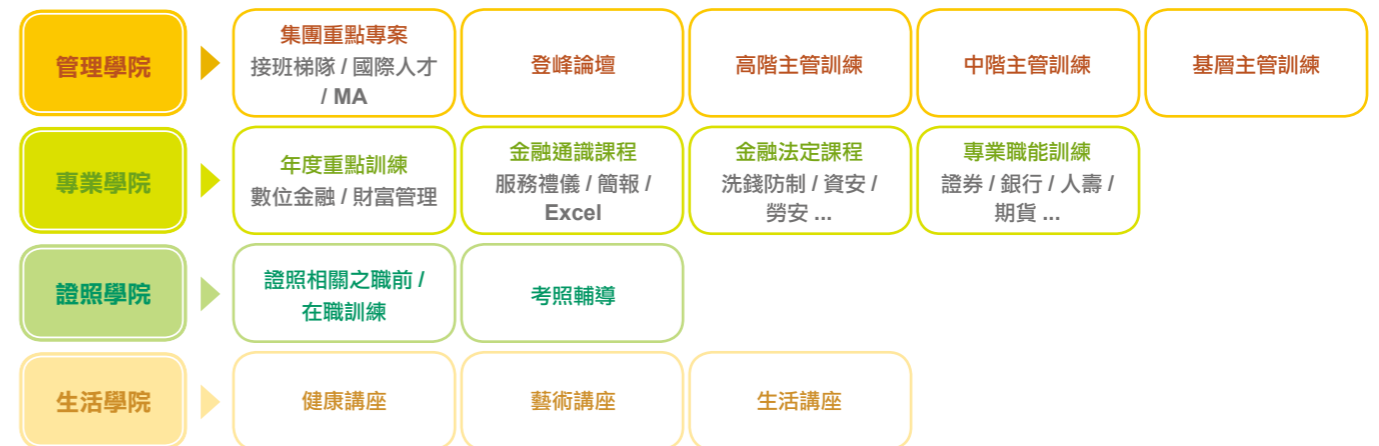 管理學院
集團重點專案
接班梯隊 / 國際人才
/ MA
登峰論壇
高階主管訓練
中階主管訓練
基層主管訓練
專業學院
年度重點訓練
數位金融 / 財富管理
金融通識課程
服務禮儀 / 簡報 /
Excel
金融法定課程
洗錢防制 / 資安 /
勞安 ...
專業職能訓練
證券 / 銀行 / 人壽 /
期貨 ...
證照學院
證照相關之職前 /
在職訓練
考照輔導
生活學院
健康講座
藝術講座
生活講座